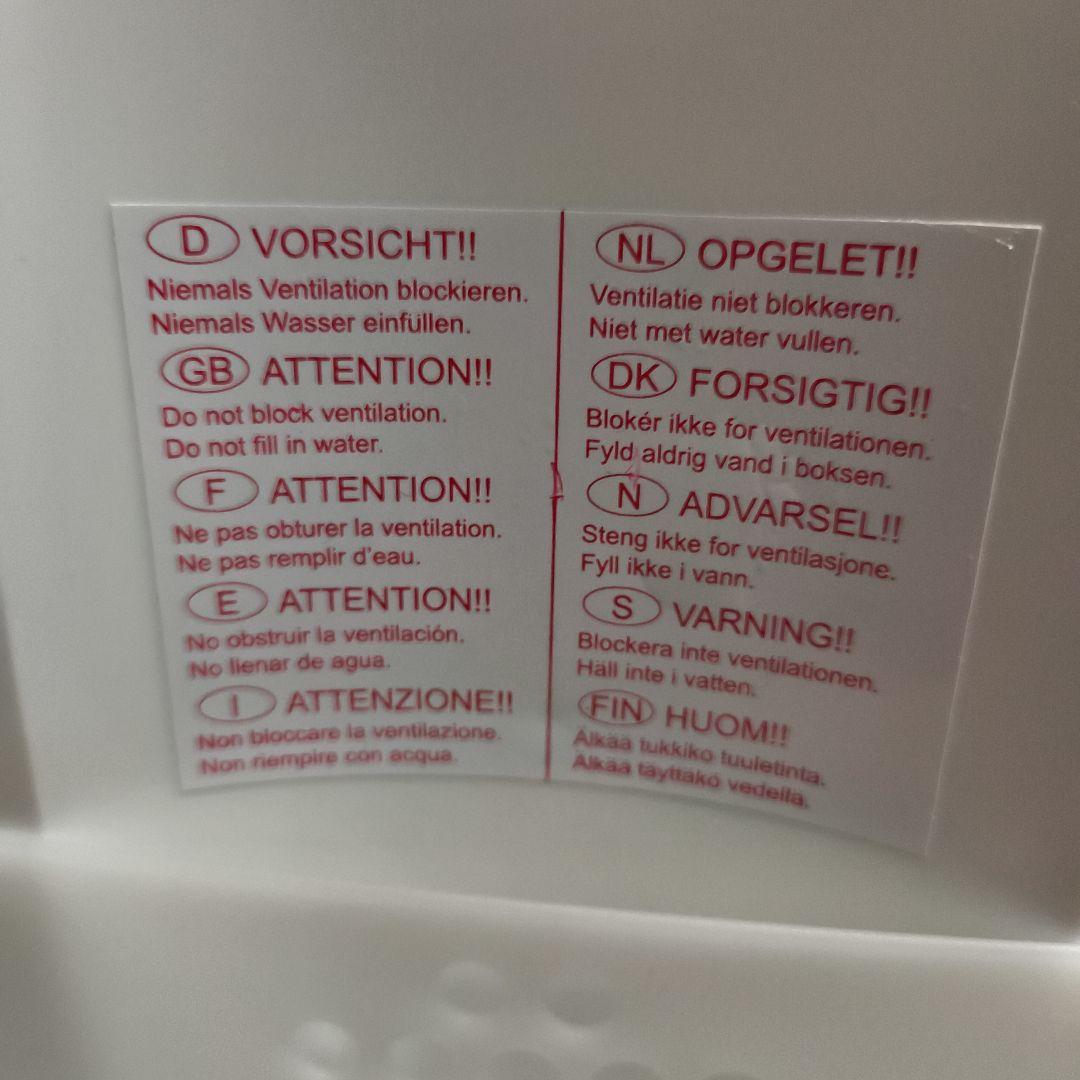 D VORSICHT!!
Niemals Ventilation blockieren.
Niemals Wasser einfüllen.
GB ATTENTION!!
Do not block ventilation.
Do not fill in water.
F ATTENTION!!
Ne pas obturer la ventilation.
Ne pas remplir d'eau.
E ATTENTION!!
No obstruir la ventilación.
No llenar de agua.
I ATTENZIONE!!
Non bloccare la ventilazione.
Non riempire con acqua.
NL OPGELET!!
Ventilatie niet blokkeren.
Niet met water vullen.
DK FORSIGTIG!!
Blokér ikke for ventilationen.
Fyld aldrig vand i boksen.
N ADVARSEL!!
Steng ikke for ventilasjone.
Fyll ikke i vann.
S VARNING!!
Blockera inte ventilationen.
Häll inte i vatten.
FIN HUOM!!
Älkää tukkiko tuuletinta.
Älkää täyttäkö vedellä.